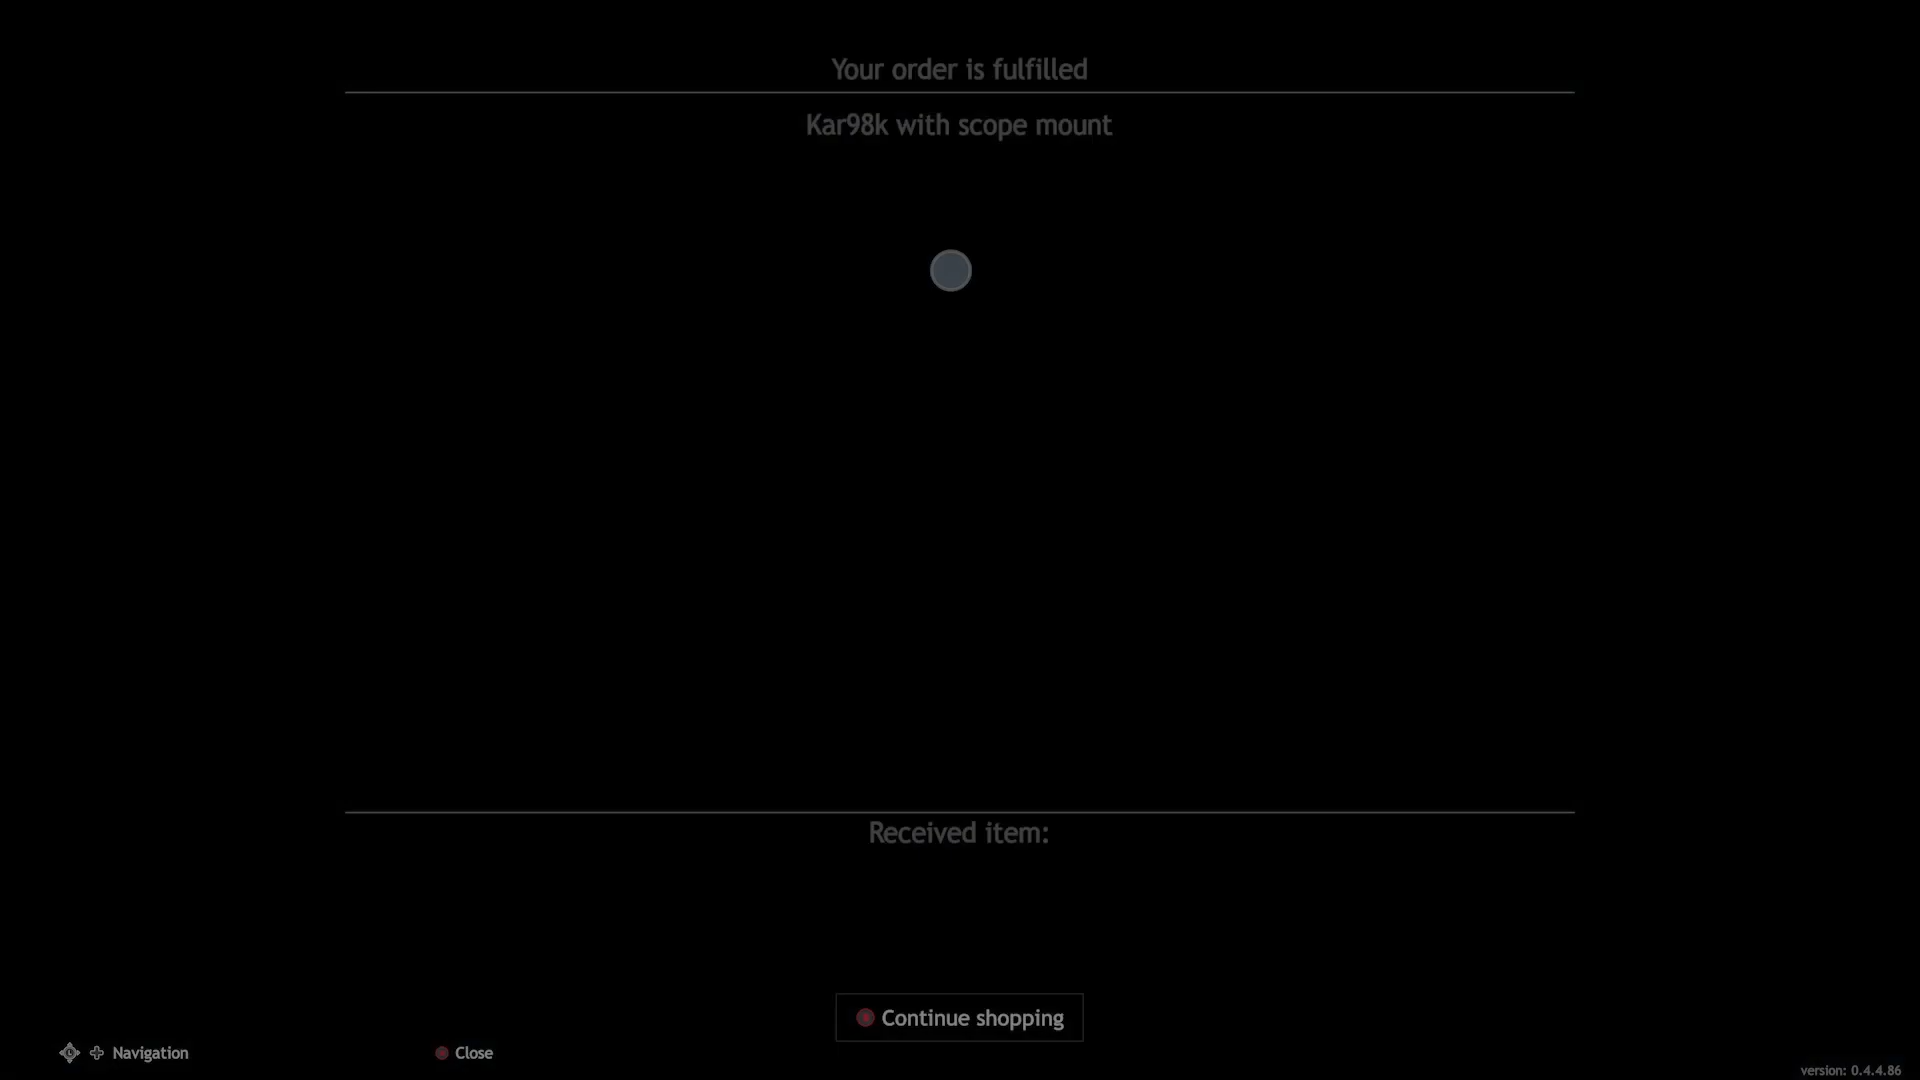 Your order is fulfilled
Kar98k with scope mount
Received item:
Continue shopping
Navigation
Close
version: 0.4.4.86